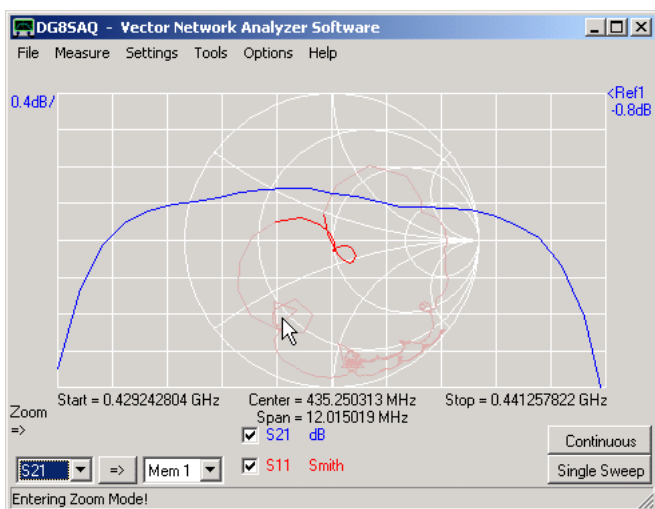 DG8SAQ - Vector Network Analyzer Software
File Measure Settings Tools Options Help
0.4dB/
<Ref1
-0.8dB
Start = 0.429242804 GHz Center = 435.250313 MHz Stop = 0.441257822 GHz
Span = 12.015019 MHz
Zoom
=>
S21 dB
S11 Smith
Continuous
S21 => Mem 1
Single Sweep
Entering Zoom Mode!